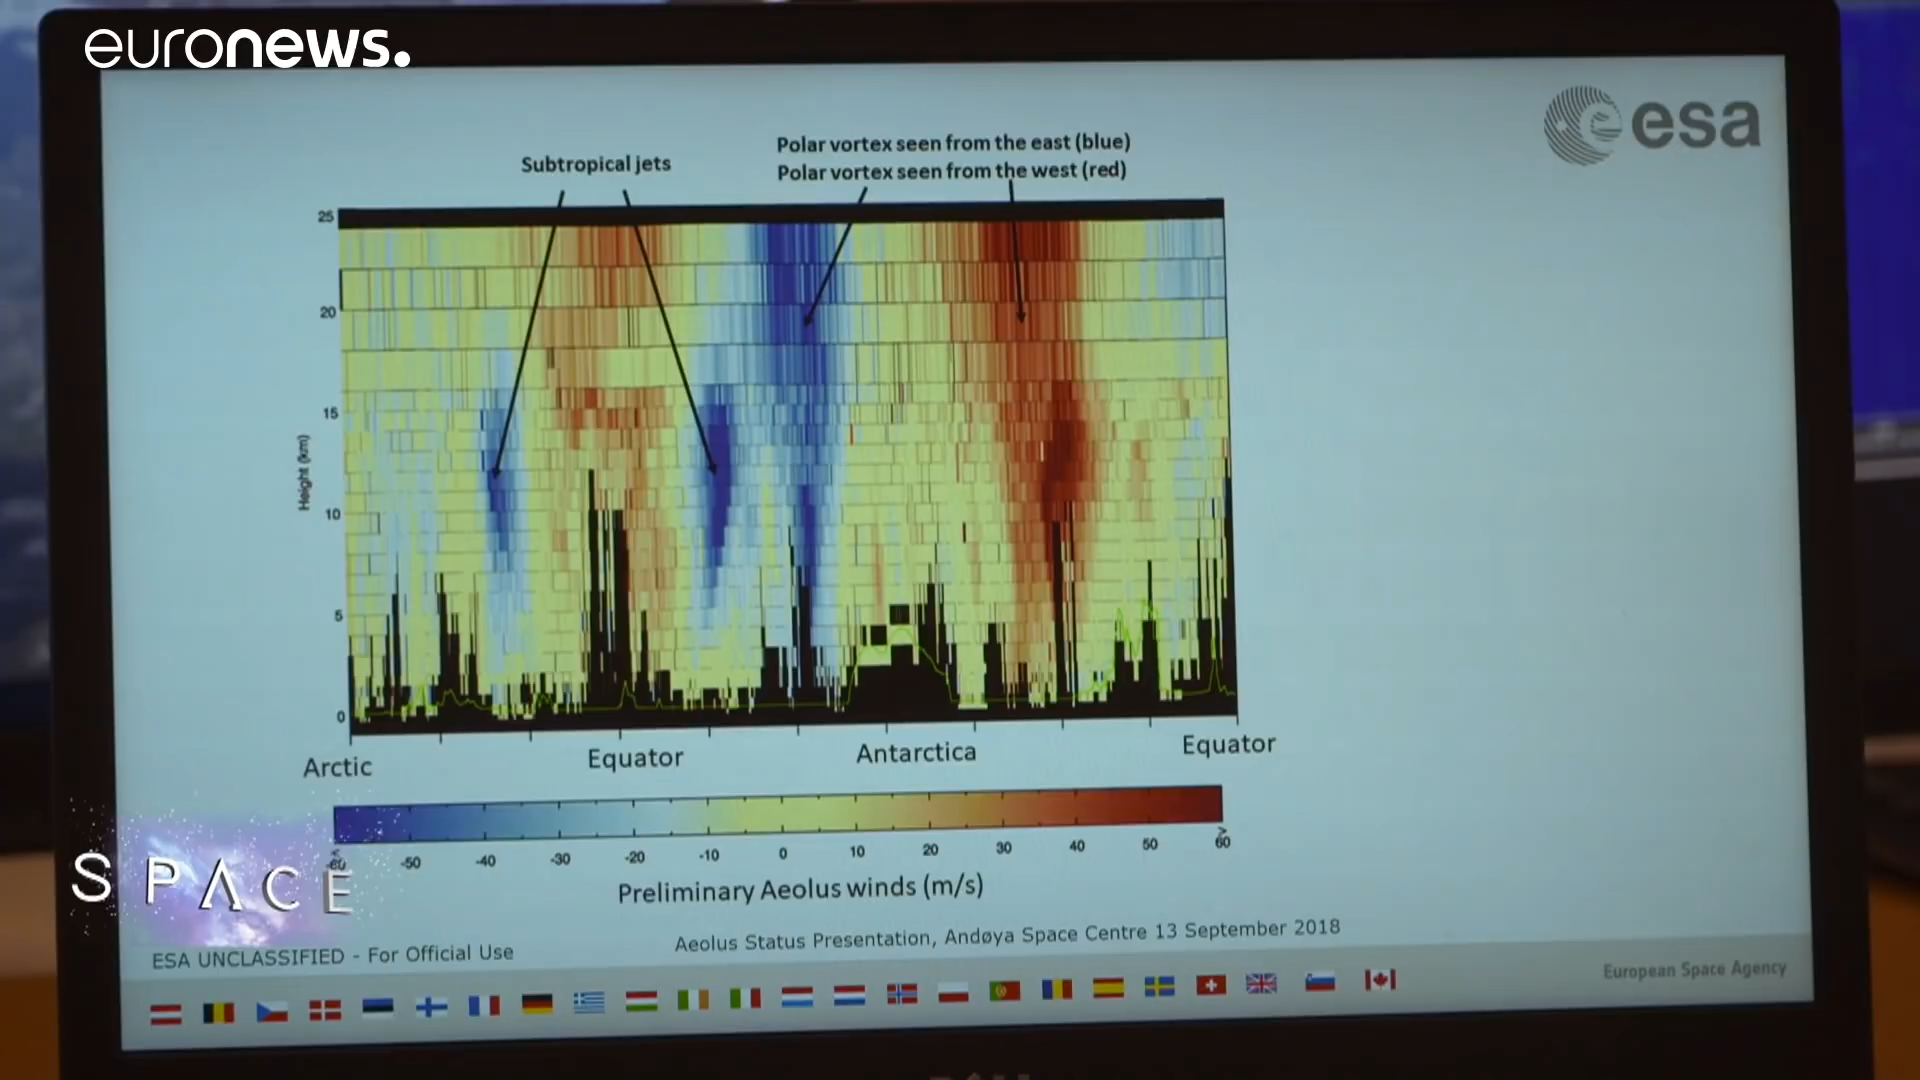 euronews.
esa
Polar vortex seen from the east (blue)
Subtropical jets
Polar vortex seen from the west (red)
25
20
15
10
5
0
Height (km)
Arctic
Equator
Antarctica
Equator
-60 -50 -40 -30 -20 -10 0 10 20 30 40 50 60
Preliminary Aeolus winds (m/s)
SPACE
Aeolus Status Presentation, Andøya Space Centre 13 September 2018
ESA UNCLASSIFIED - For Official Use
European Space Agency